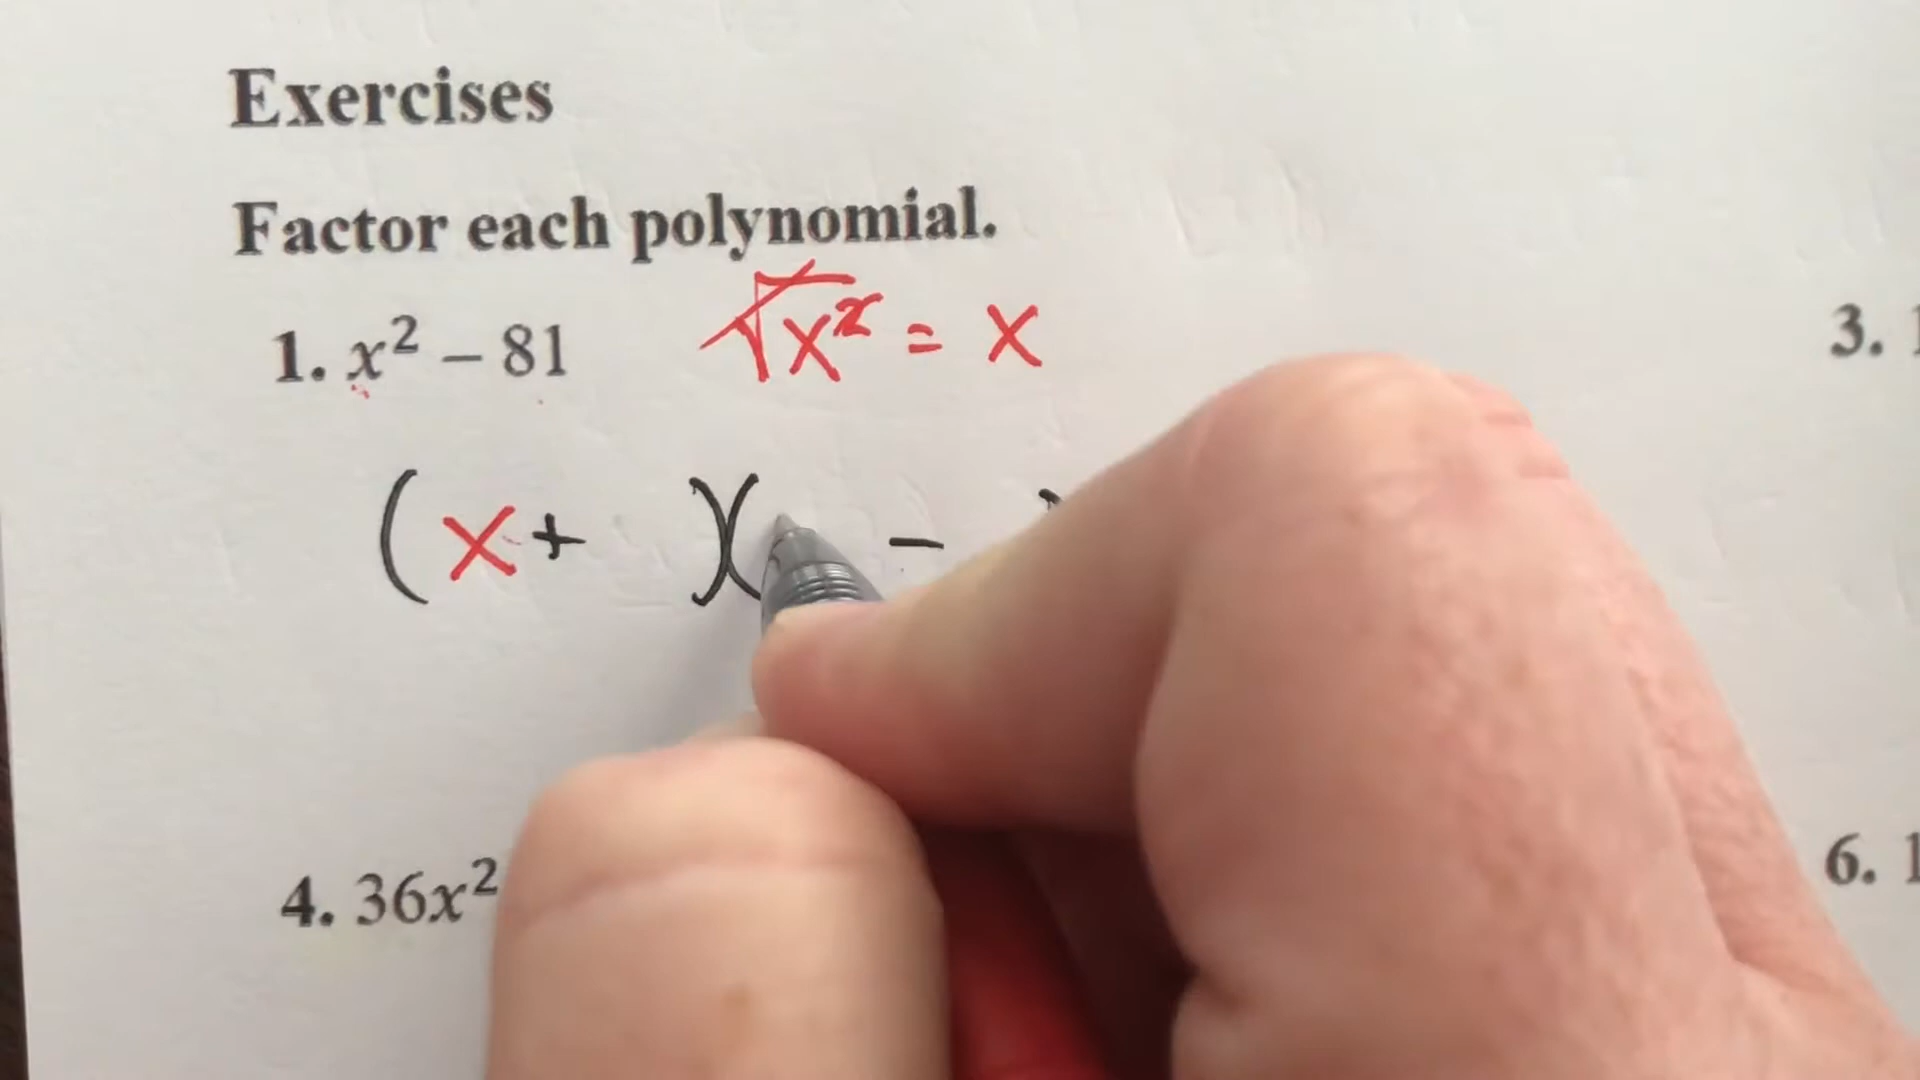 Exercises
Factor each polynomial.
1. x² – 81 √x² = x
3.
(x+ )( -
4. 36x²
6.